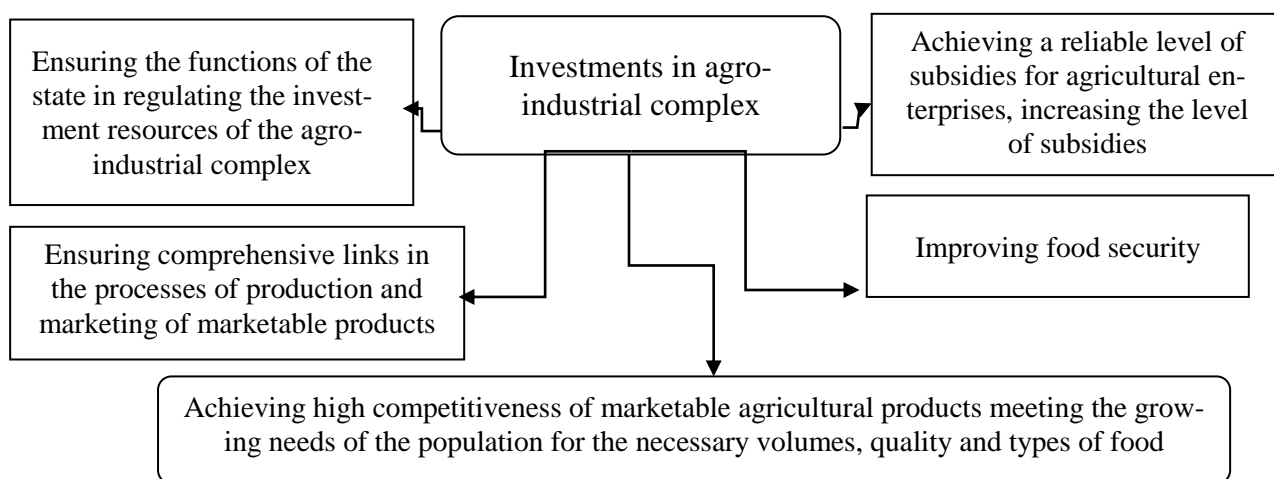 Investments in agro-
industrial complex
Ensuring the functions of the
state in regulating the invest-
ment resources of the agro-
industrial complex
Achieving a reliable level of
subsidies for agricultural en-
terprises, increasing the level
of subsidies
Ensuring comprehensive links in
the processes of production and
marketing of marketable products
Improving food security
Achieving high competitiveness of marketable agricultural products meeting the grow-
ing needs of the population for the necessary volumes, quality and types of food